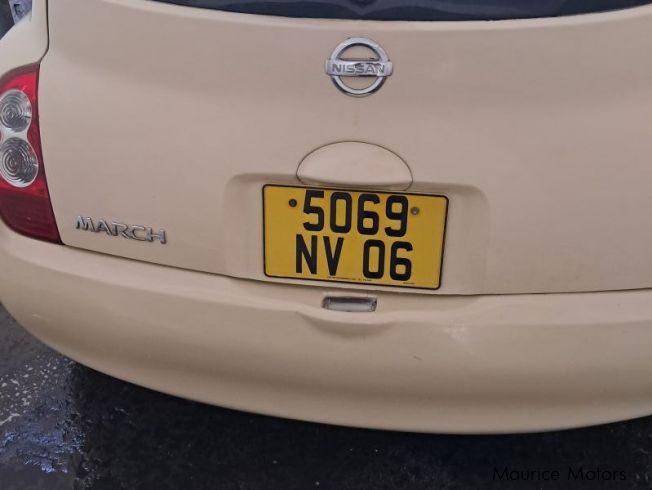 NISSAN
5069
NV 06
MARCH
Maurice Motors